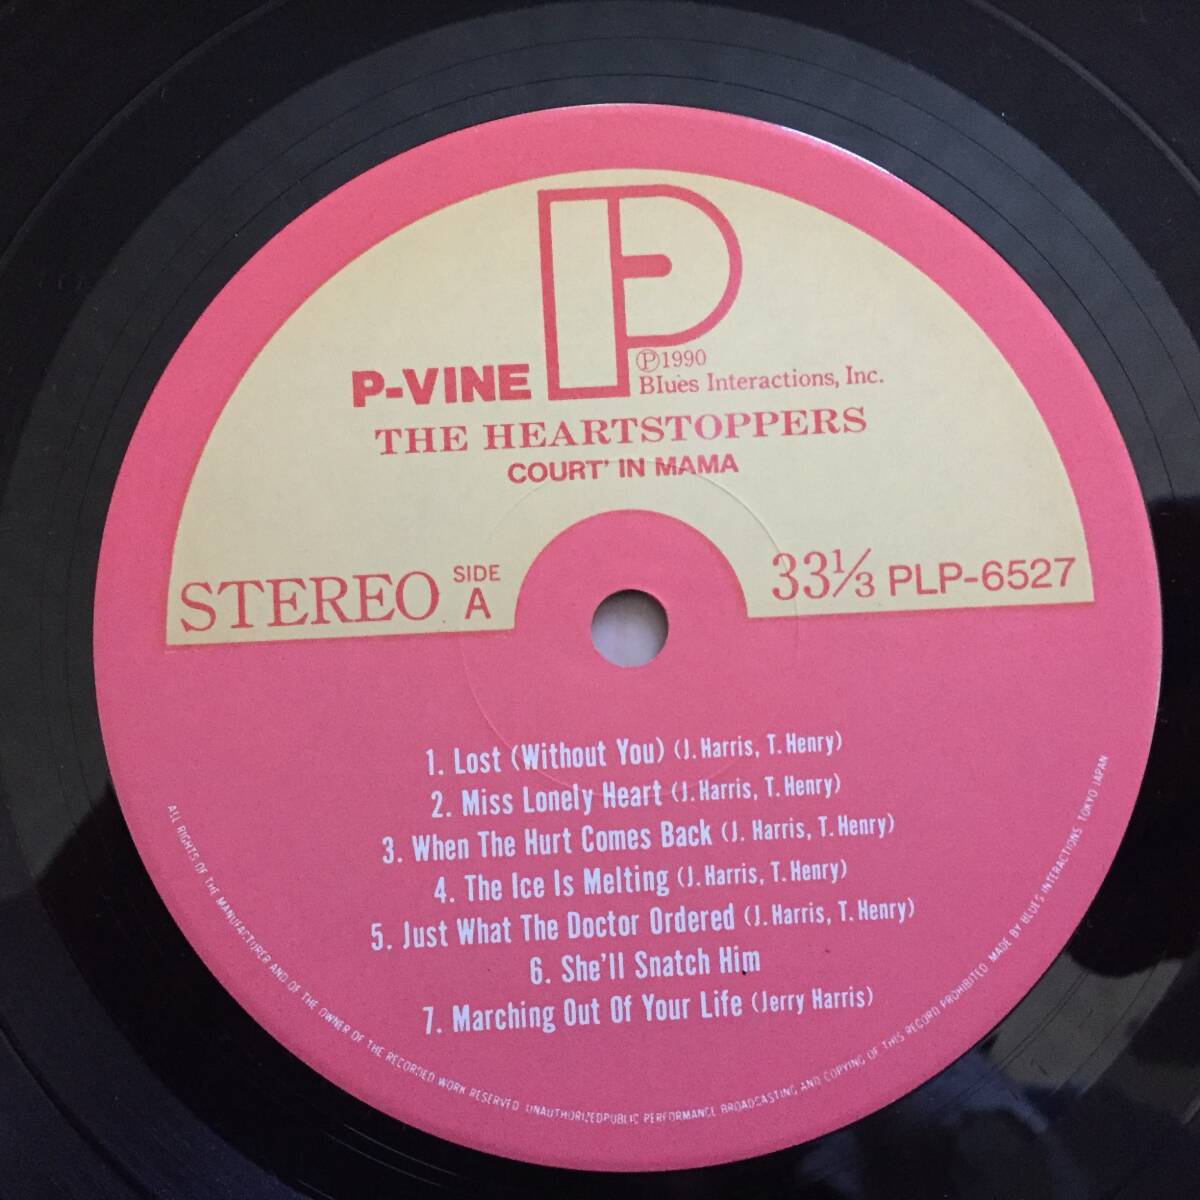 P
P-VINE
Ⓟ1990
Blues Interactions, Inc.
THE HEARTSTOPPERS
COURT' IN MAMA
STEREO
SIDE
A
33⅓ PLP-6527
1. Lost (Without You) (J. Harris, T. Henry)
2. Miss Lonely Heart (J. Harris, T. Henry)
3. When The Hurt Comes Back (J. Harris, T. Henry)
4. The Ice Is Melting (J. Harris, T. Henry)
5. Just What The Doctor Ordered (J. Harris, T. Henry)
6. She'll Snatch Him
7. Marching Out Of Your Life (Jerry Harris)
ALL RIGHTS OF THE MANUFACTURER AND OF THE OWNER OF THE RECORDED WORK RESERVED UNAUTHORIZEDPUBLIC PERFORMANCE BROADCASTING AND COPYING OF THIS RECORD PROHIBITED MADE BY BLUES INTERACTIONS TOKYO JAPAN